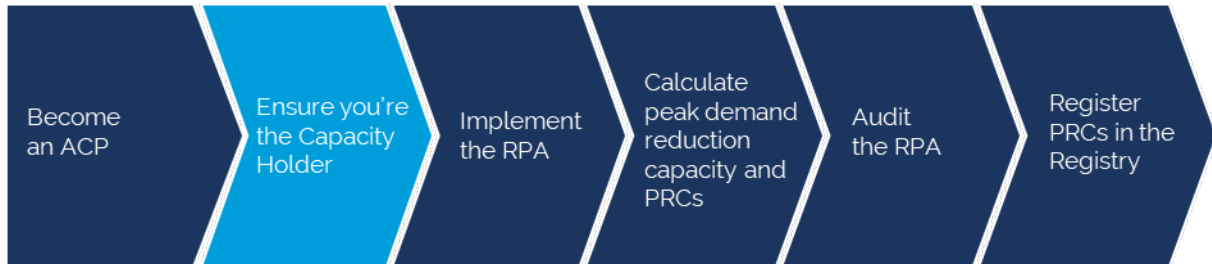 Become
an ACP
Ensure you're
the Capacity
Holder
Implement
the RPA
Calculate
peak demand
reduction
capacity and
PRCs
Audit
the RPA
Register
PRCs in the
Registry